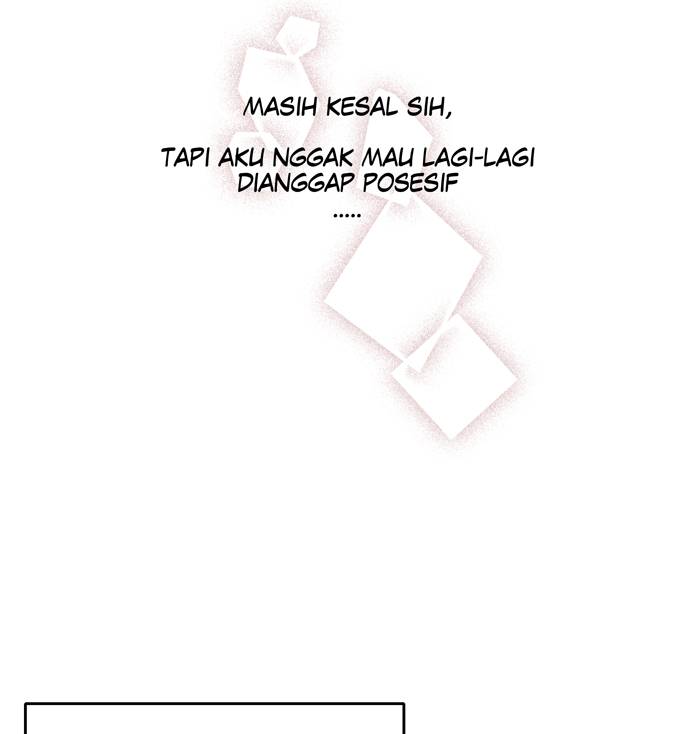 MASIH KESAL SIH,
TAPI AKU NGGAK MAU LAGI-LAGI
DIANGGAP POSESIF
.....